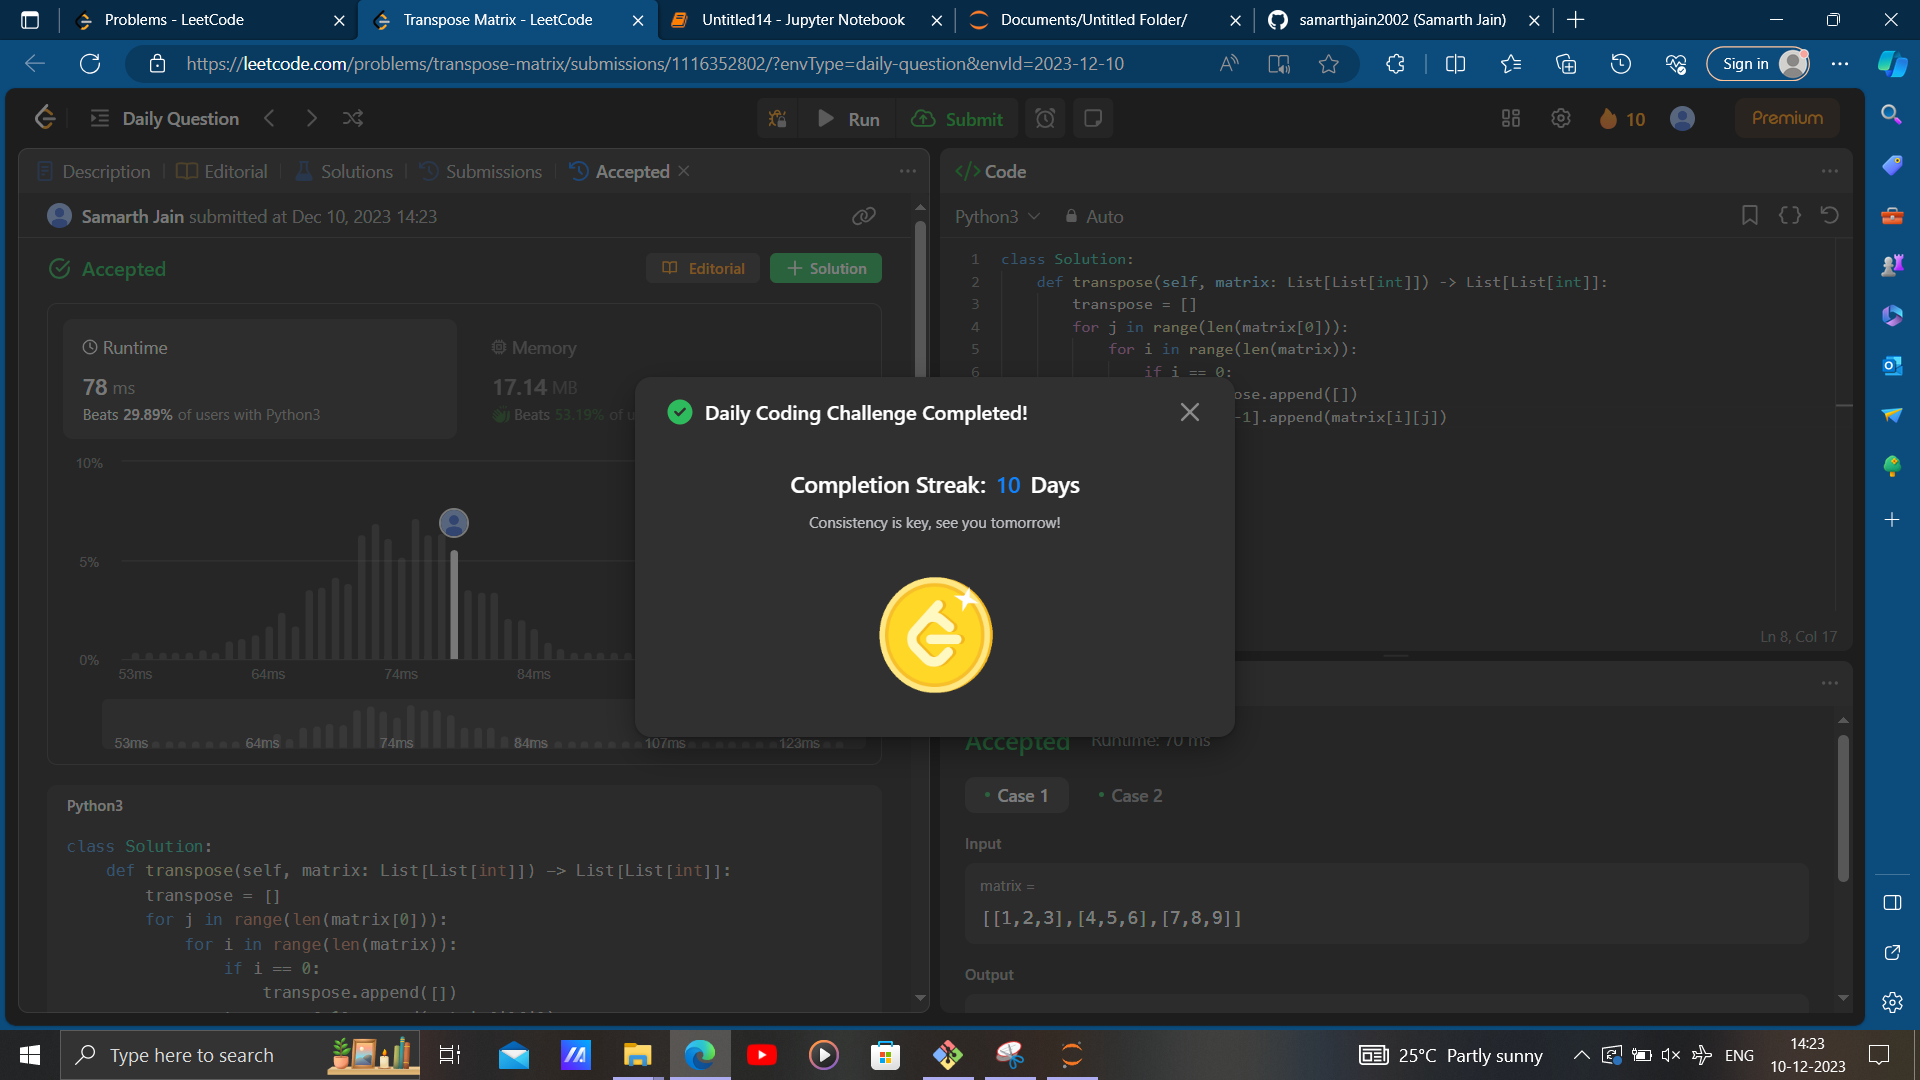 Problems - LeetCode
Transpose Matrix - LeetCode
Untitled14 - Jupyter Notebook
Documents/Untitled Folder/
samarthjain2002 (Samarth Jain)
https://leetcode.com/problems/transpose-matrix/submissions/1116352802/?envType=daily-question&envId=2023-12-10
Sign in
Daily Question
Run
Submit
10
Premium
Description
Editorial
Solutions
Submissions
Accepted
Samarth Jain submitted at Dec 10, 2023 14:23
Accepted
Editorial
Solution
Runtime
78 ms
Beats 29.89% of users with Python3
Memory
17.14 MB
Beats 53.19% of u
10%
5%
0%
53ms
64ms
74ms
84ms
53ms
64ms
74ms
84ms
107ms
123ms
Python3
class Solution:
def transpose(self, matrix: List[List[int]]) -> List[List[int]]:
transpose = []
for j in range(len(matrix[0])):
for i in range(len(matrix)):
if i == 0:
transpose.append([])
Code
Python3
Auto
1 class Solution:
2 def transpose(self, matrix: List[List[int]]) -> List[List[int]]:
3 transpose = []
4 for j in range(len(matrix[0])):
5 for i in range(len(matrix)):
6 if i == 0:
ose.append([])
-1].append(matrix[i][j])
Ln 8, Col 17
Daily Coding Challenge Completed!
Completion Streak: 10 Days
Consistency is key, see you tomorrow!
Accepted
Runtime: 70 ms
Case 1
Case 2
Input
matrix =
[[1,2,3],[4,5,6],[7,8,9]]
Output
Type here to search
25°C Partly sunny
ENG
14:23
10-12-2023